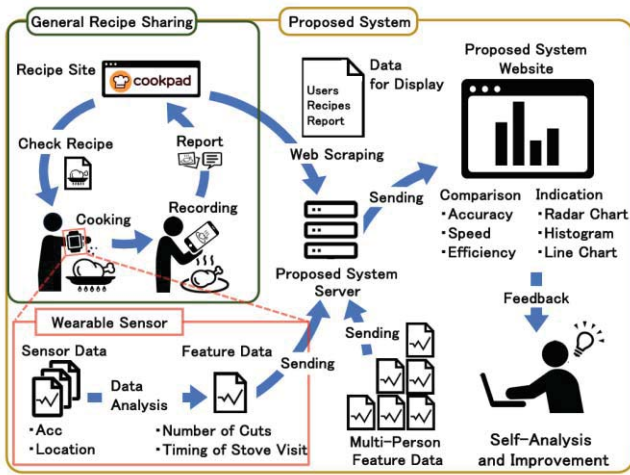 General Recipe Sharing
Proposed System
Recipe Site
cookpad
Check Recipe
Report
Cooking
Recording
Users
Recipes
Report
Data
for Display
Web Scraping
Sending
Proposed System
Server
Proposed System
Website
Comparison
・Accuracy
・Speed
・Efficiency
Indication
・Radar Chart
・Histogram
・Line Chart
Feedback
Self-Analysis
and Improvement
Wearable Sensor
Sensor Data
・Acc
・Location
Data
Analysis
Feature Data
・Number of Cuts
・Timing of Stove Visit
Sending
Sending
Multi-Person
Feature Data